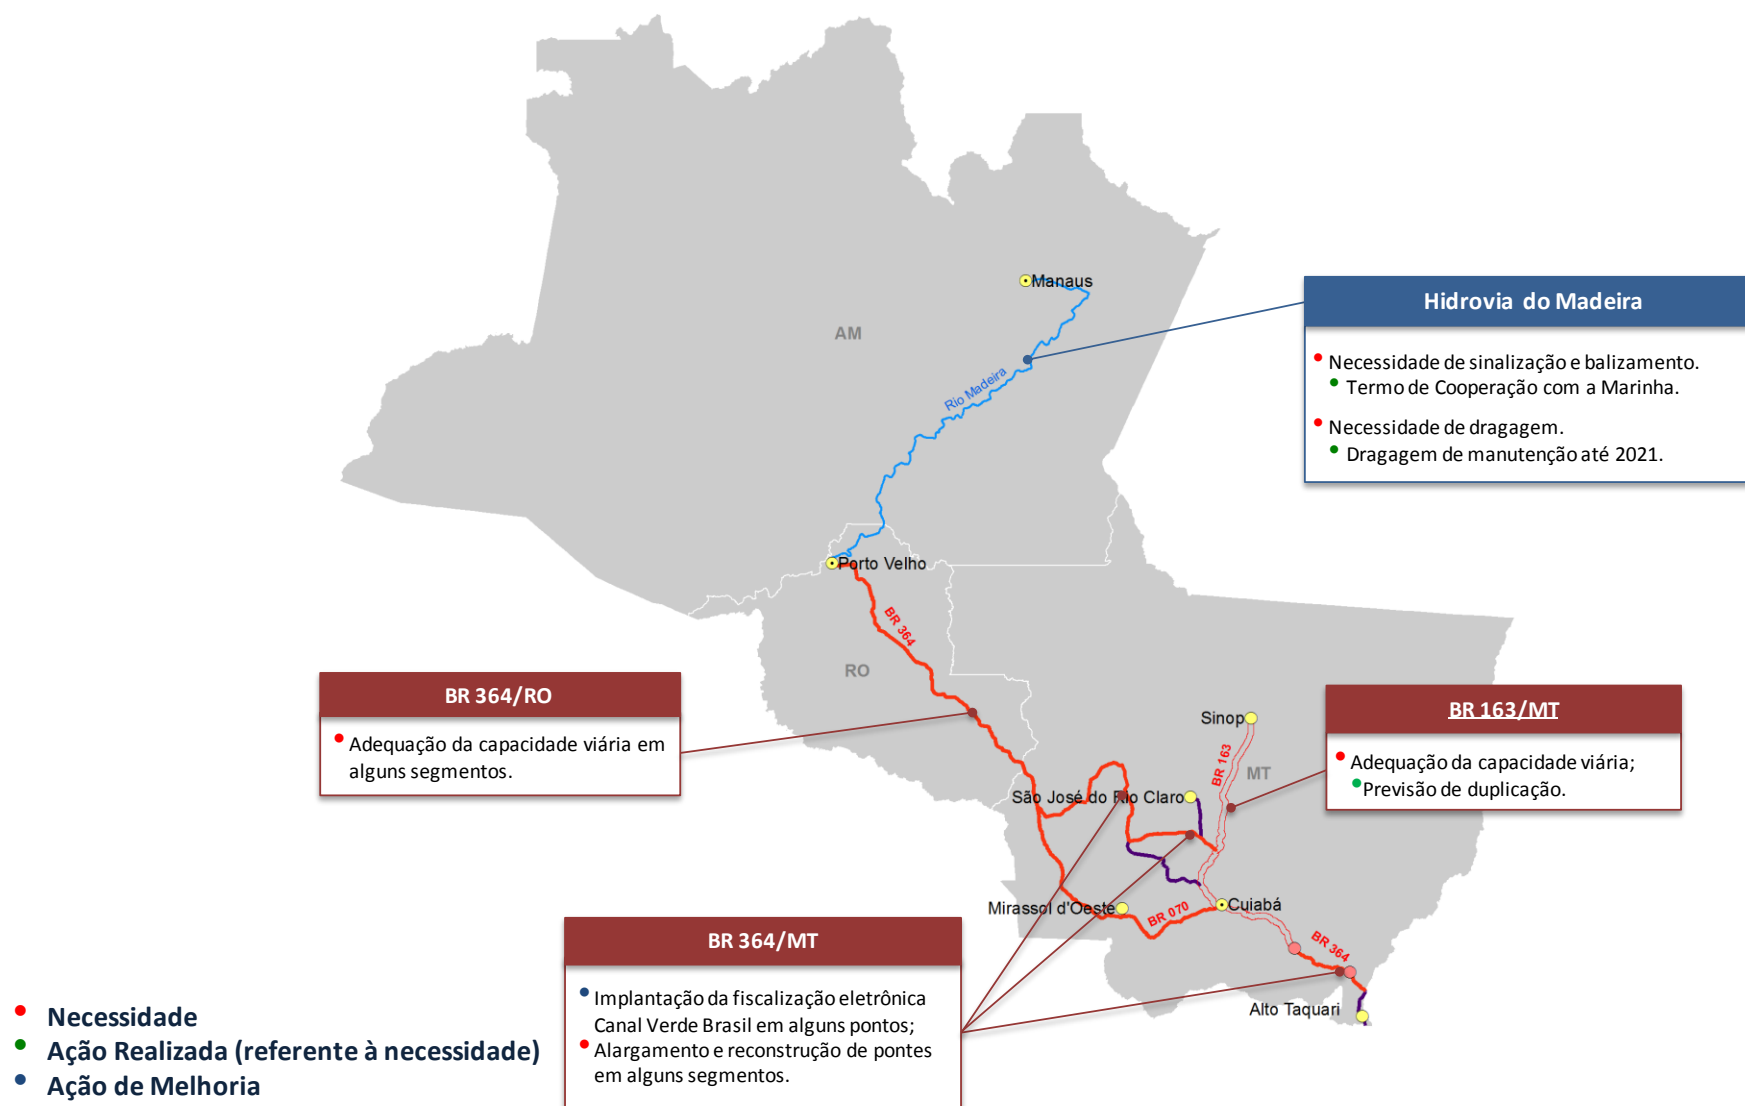 Manaus
AM
Rio Madeira
Hidrovia do Madeira
• Necessidade de sinalização e balizamento.
• Termo de Cooperação com a Marinha.
• Necessidade de dragagem.
• Dragagem de manutenção até 2021.
Porto Velho
BR 364
RO
BR 364/RO
• Adequação da capacidade viária em
alguns segmentos.
Sinop
BR 163
MT
BR 163/MT
• Adequação da capacidade viária;
• Previsão de duplicação.
São José do Rio Claro
Mirassol d'Oeste
BR 070
Cuiabá
BR 364
Alto Taquari
BR 364/MT
• Implantação da fiscalização eletrônica
Canal Verde Brasil em alguns pontos;
• Alargamento e reconstrução de pontes
em alguns segmentos.
• Necessidade
• Ação Realizada (referente à necessidade)
• Ação de Melhoria